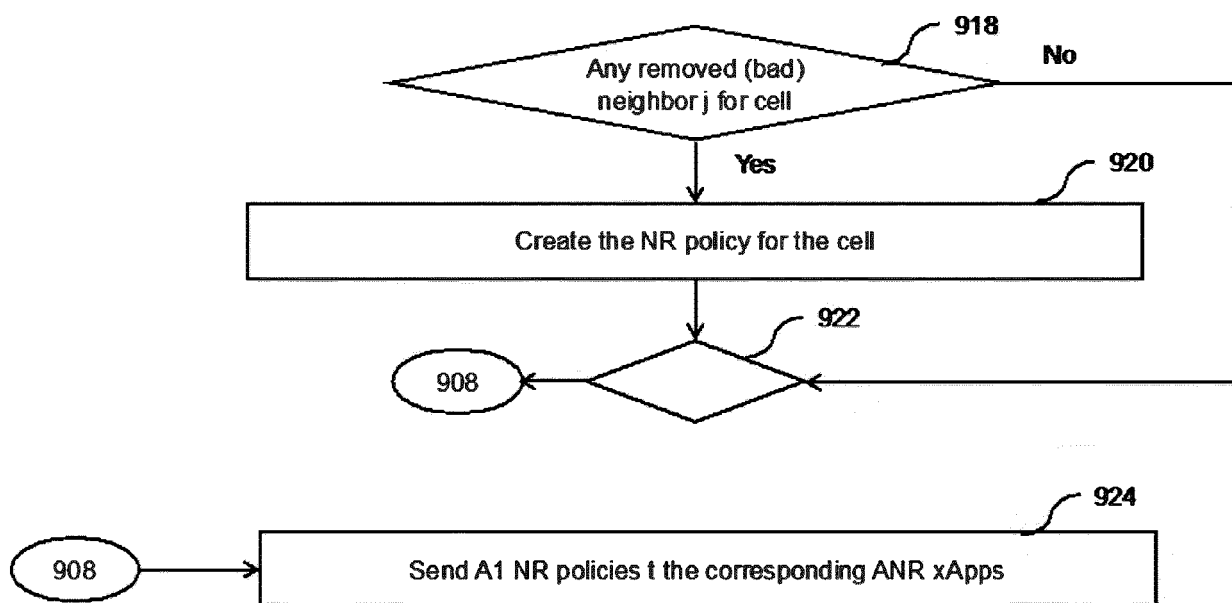 918
No
Any removed (bad)
neighbor j for cell
Yes
920
Create the NR policy for the cell
922
908
924
908
Send A1 NR policies t the corresponding ANR xApps